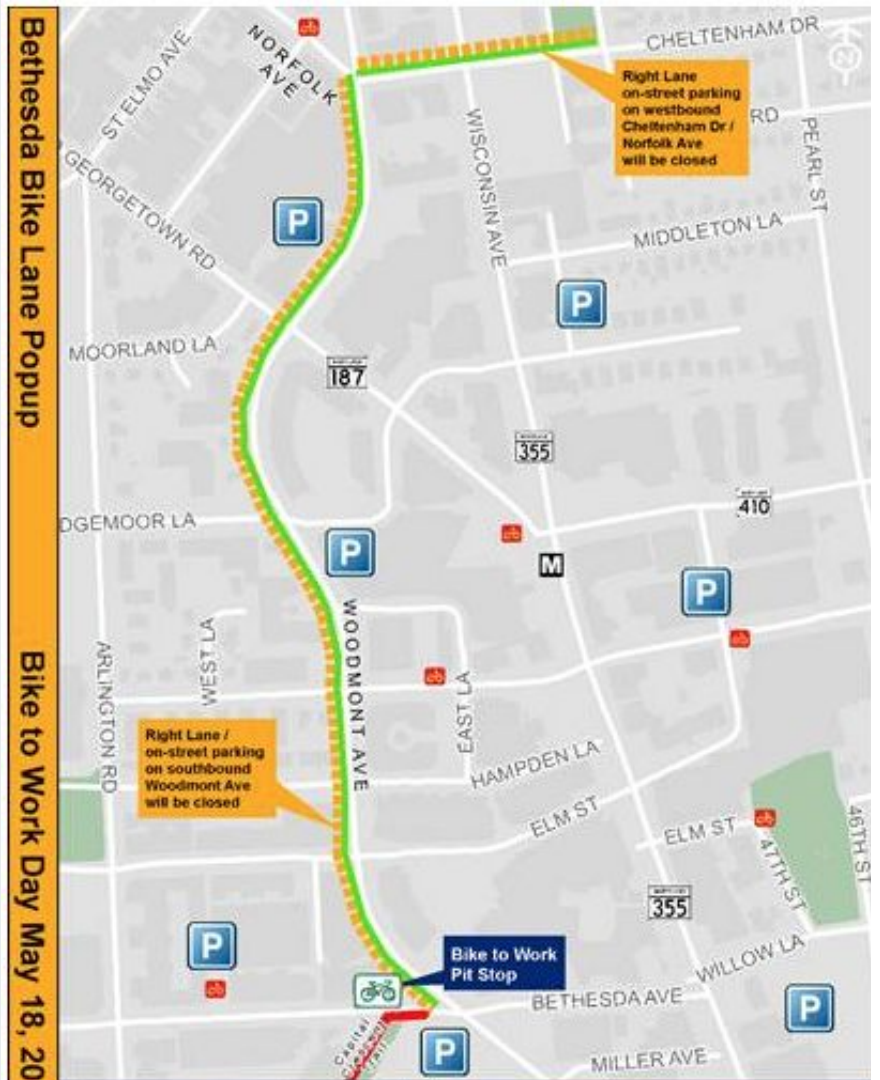 Bethesda Bike Lane Popup
Bike to Work Day May 18, 20
NORFOLK
AVE
CHELTENHAM DR
N
ST ELMO AVE
Right Lane
on-street parking
on westbound
Cheltenham Dr /
Norfolk Ave
will be closed
RD
PEARL ST
WISCONSIN AVE
GEORGETOWN RD
P
MIDDLETON LA
P
MOORLAND LA
187
355
410
DGEMOOR LA
P
M
P
WOODMONT AVE
WEST LA
ARLINGTON RD
EAST LA
Right Lane /
on-street parking
on southbound
Woodmont Ave
will be closed
HAMPDEN LA
ELM ST
ELM ST
46TH ST
47TH ST
355
P
Bike to Work
Pit Stop
WILLOW LA
BETHESDA AVE
P
Capital
Crescent
Trail
P
MILLER AVE